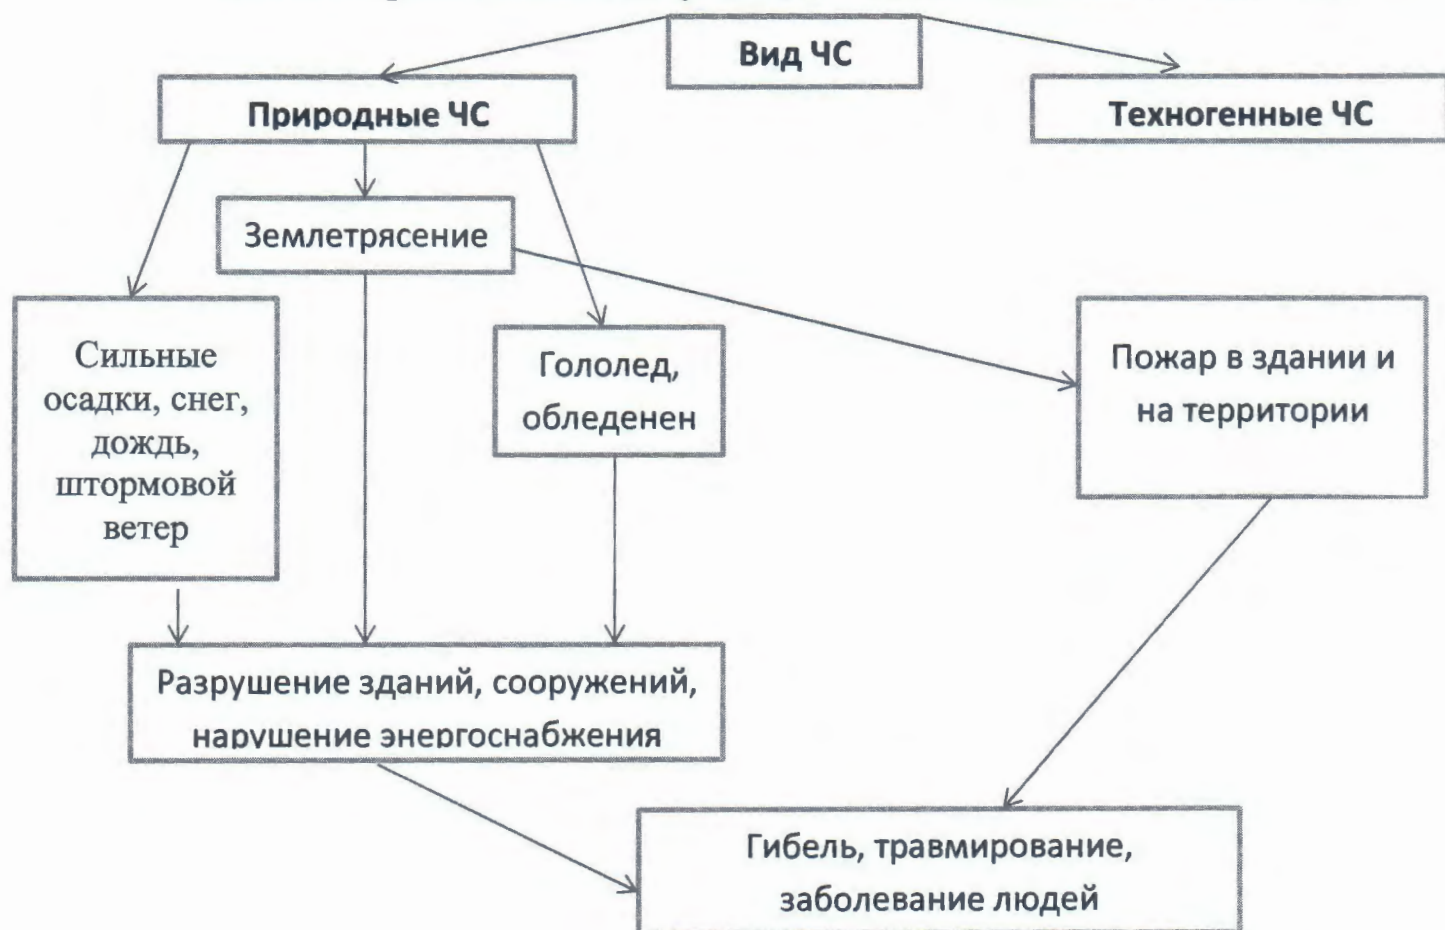 Вид ЧС
Природные ЧС
Техногенные ЧС
Землетрясение
Сильные
осадки, снег,
дождь,
штормовой
ветер
Гололед,
обледенен
Пожар в здании и
на территории
Разрушение зданий, сооружений,
нарушение энергоснабжения
Гибель, травмирование,
заболевание людей